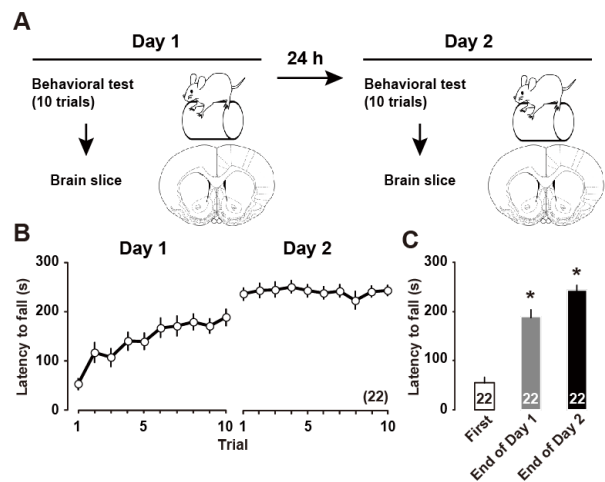 A
Day 1
24 h
Day 2
Behavioral test
(10 trials)
Brain slice
Behavioral test
(10 trials)
Brain slice
B
Day 1
Day 2
Latency to fall (s)
300
200
100
0
1
5
10
1
5
10
Trial
(22)
C
Latency to fall (s)
300
200
100
0
*
*
22
22
22
First
End of Day 1
End of Day 2